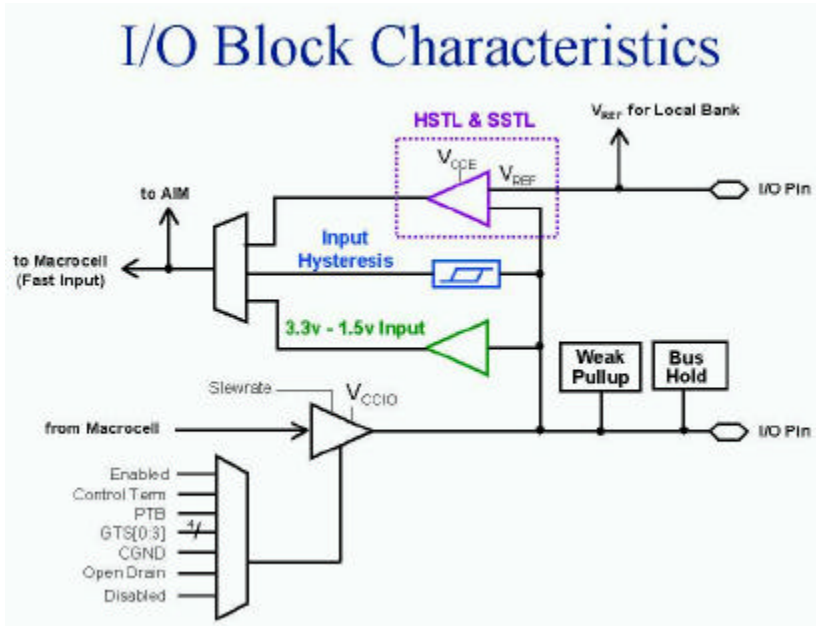 I/O Block Characteristics
HSTL & SSTL
VREF for Local Bank
VCCE
VREF
I/O Pin
to AIM
Input
Hysteresis
to Macrocell
(Fast Input)
3.3v - 1.5v Input
Weak
Pullup
Bus
Hold
Slewrate
VCCIO
from Macrocell
I/O Pin
Enabled
Control Term
PTB
GTS[0:3]
4
CGND
Open Drain
Disabled